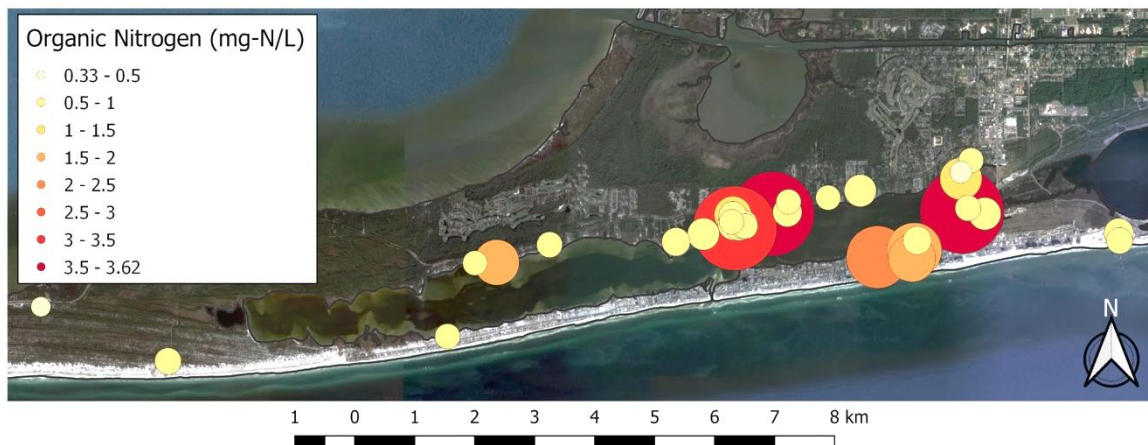 Organic Nitrogen (mg-N/L)
0.33 - 0.5
0.5 - 1
1 - 1.5
1.5 - 2
2 - 2.5
2.5 - 3
3 - 3.5
3.5 - 3.62
N
1 0 1 2 3 4 5 6 7 8 km